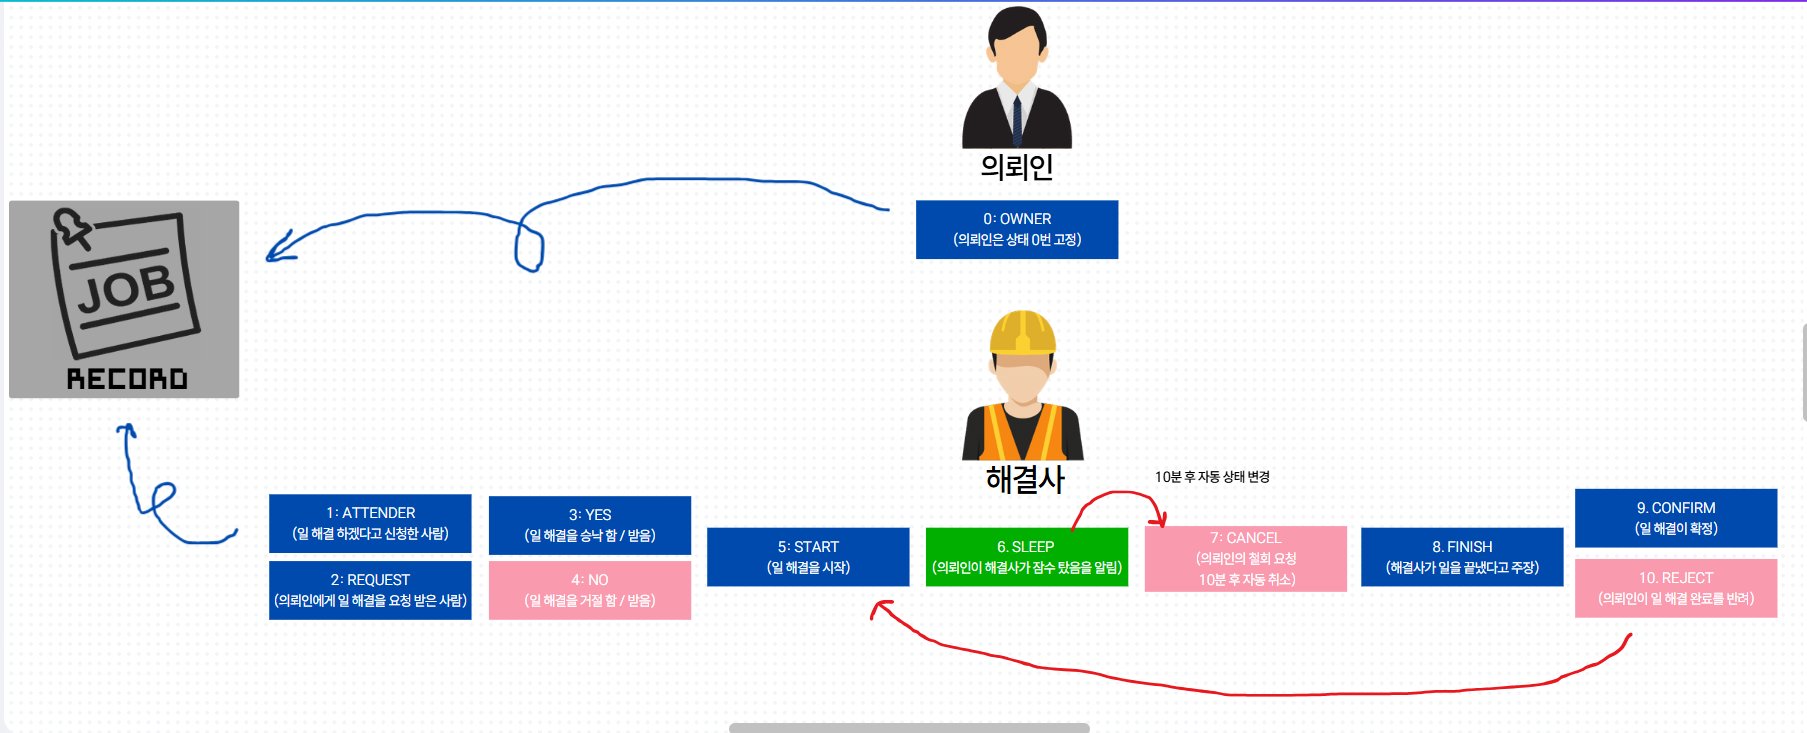 의뢰인
0: OWNER
(의뢰인은 상태 0번 고정)
JOB
RECORD
해결사
10분 후 자동 상태 변경
1: ATTENDER
(일 해결 하겠다고 신청한 사람)
2: REQUEST
(의뢰인에게 일 해결을 요청 받은 사람)
3: YES
(일 해결을 승낙 함 / 받음)
4: NO
(일 해결을 거절 함 / 받음)
5: START
(일 해결을 시작)
6. SLEEP
(의뢰인이 해결사가 잠수 탔음을 알림)
7: CANCEL
(의뢰인의 철회 요청
10분 후 자동 취소)
8. FINISH
(해결사가 일을 끝냈다고 주장)
9. CONFIRM
(일 해결이 확정)
10. REJECT
(의뢰인이 일 해결 완료를 반려)